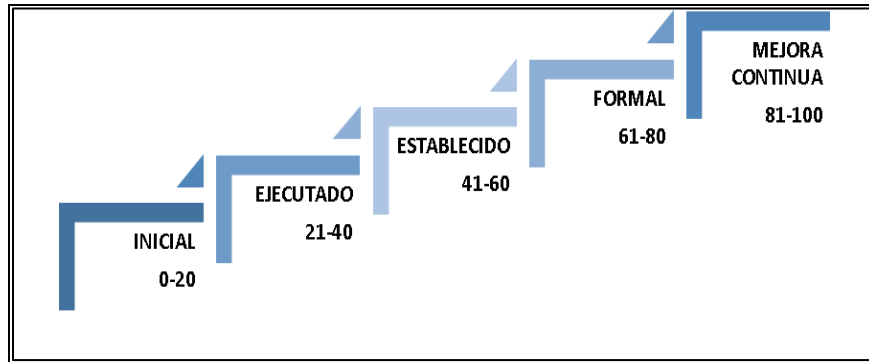 INICIAL
0-20
EJECUTADO
21-40
ESTABLECIDO
41-60
FORMAL
61-80
MEJORA
CONTINUA
81-100